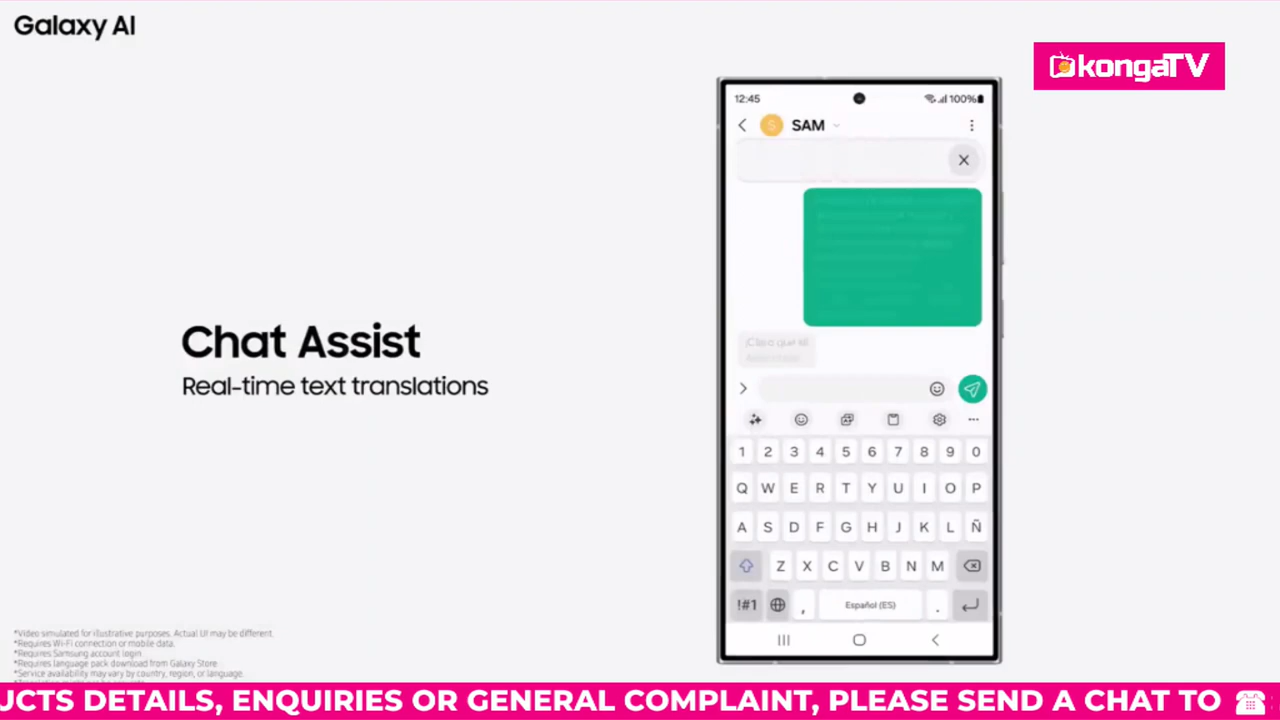 Galaxy AI
kongaTV
12:45
100%
S SAM
¡Claro que sí!
Chat Assist
Real-time text translations
1 2 3 4 5 6 7 8 9 0
Q W E R T Y U I O P
A S D F G H J K L Ñ
Z X C V B N M
!#1 , Español (ES) .
*Video simulated for illustrative purposes. Actual UI may be different.
*Requires Wi-Fi connection or mobile data.
*Requires Samsung account login
*Requires language pack download from Galaxy Store
*Service availability may vary by country, region, or language.
UCTS DETAILS, ENQUIRIES OR GENERAL COMPLAINT, PLEASE SEND A CHAT TO